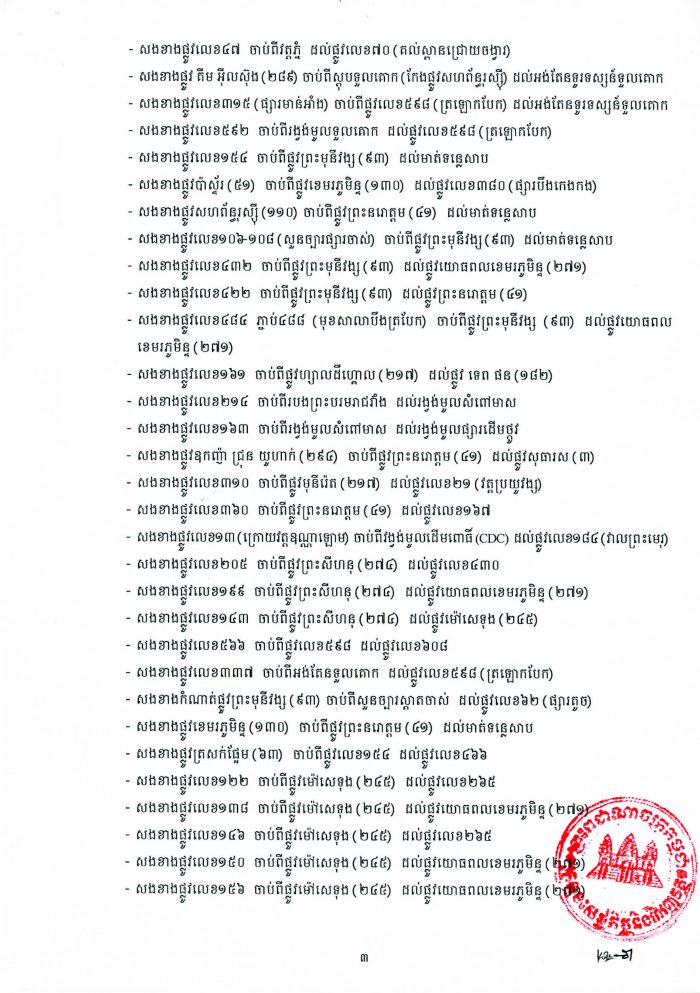 - សងខាងផ្លូវលេខ៤៧ ចាប់ពីវត្តភ្នំ ដល់ផ្លូវលេខ៧០ (គល់ស្ពានជ្រោយចង្វារ)
- សងខាងផ្លូវ គីម អ៊ីលស៊ុង (២៨៩) ចាប់ពីស្តុបទួលគោក (កែងផ្លូវសហព័ន្ធរុស្ស៊ី) ដល់អង់តែនទូរទស្សន៍ទួលគោក
- សងខាងផ្លូវលេខ៣១៥ (ផ្សារមាន់អាំង) ចាប់ពីផ្លូវលេខ៥៩៨ (ត្រឡោកបែក) ដល់អង់តែនទូរទស្សន៍ទួលគោក
- សងខាងផ្លូវលេខ៥៩២ ចាប់ពីរង្វង់មូលទួលគោក ដល់ផ្លូវលេខ៥៩៨ (ត្រឡោកបែក)
- សងខាងផ្លូវលេខ១៥៤ ចាប់ពីផ្លូវព្រះមុនីវង្ស (៩៣) ដល់មាត់ទន្លេសាប
- សងខាងផ្លូវប៉ាស្ទ័រ (៥១) ចាប់ពីផ្លូវខេមរភូមិន្ទ (១៣០) ដល់ផ្លូវលេខ៣៨០ (ផ្សារបឹងកេងកង)
- សងខាងផ្លូវសហព័ន្ធរុស្ស៊ី (១១០) ចាប់ពីផ្លូវព្រះនរោត្តម (៤១) ដល់មាត់ទន្លេសាប
- សងខាងផ្លូវលេខ១០៦-១០៨ (សួនច្បារផ្សារចាស់) ចាប់ពីផ្លូវព្រះមុនីវង្ស (៩៣) ដល់មាត់ទន្លេសាប
- សងខាងផ្លូវលេខ៤៣២ ចាប់ពីផ្លូវព្រះមុនីវង្ស (៩៣) ដល់ផ្លូវយោធពលខេមរភូមិន្ទ (២៧១)
- សងខាងផ្លូវលេខ៤២២ ចាប់ពីផ្លូវព្រះមុនីវង្ស (៩៣) ដល់ផ្លូវព្រះនរោត្តម (៤១)
- សងខាងផ្លូវលេខ៤៨៤ ភ្ជាប់៤៨៨ (មុខសាលាបឹងត្របែក) ចាប់ពីផ្លូវព្រះមុនីវង្ស (៩៣) ដល់ផ្លូវយោធពល
ខេមរភូមិន្ទ (២៧១)
- សងខាងផ្លូវលេខ១៦១ ចាប់ពីផ្លូវហ្សាលដឺហ្គោល (២១៧) ដល់ផ្លូវ ទេព ផន (១៨២)
- សងខាងផ្លូវលេខ២១៤ ចាប់ពីរបងព្រះបរមរាជវាំង ដល់រង្វង់មូលសំពៅមាស
- សងខាងផ្លូវលេខ១៦៣ ចាប់ពីរង្វង់មូលសំពៅមាស ដល់រង្វង់មូលផ្សារដើមថ្កូវ
- សងខាងផ្លូវឧកញ៉ា ជ្រុន យូហាក់ (២៩៤) ចាប់ពីផ្លូវព្រះនរោត្តម (៤១) ដល់ផ្លូវសុធារស (៣)
- សងខាងផ្លូវលេខ៣១០ ចាប់ពីផ្លូវមុនីរ៉េត (២១៧) ដល់ផ្លូវលេខ២១ (វត្តប្រយូវង្ស)
- សងខាងផ្លូវលេខ៣៦០ ចាប់ពីផ្លូវព្រះនរោត្តម (៤១) ដល់ផ្លូវលេខ១៦៧
- សងខាងផ្លូវលេខ១៣ (ក្រោយវត្តឧណ្ណាឡោម) ចាប់ពីវង្វង់មូលដើមពោធិ៍ (CDC) ដល់ផ្លូវលេខ១៨៤ (វាលព្រះមេរុ)
- សងខាងផ្លូវលេខ២០៥ ចាប់ពីផ្លូវព្រះសីហនុ (២៧៤) ដល់ផ្លូវលេខ៤៣០
- សងខាងផ្លូវលេខ១៩៩ ចាប់ពីផ្លូវព្រះសីហនុ (២៧៤) ដល់ផ្លូវយោធពលខេមរភូមិន្ទ (២៧១)
- សងខាងផ្លូវលេខ១៤៣ ចាប់ពីផ្លូវព្រះសីហនុ (២៧៤) ដល់ផ្លូវម៉ៅសេទុង (២៤៥)
- សងខាងផ្លូវលេខ៥៦៦ ចាប់ពីផ្លូវលេខ៥៩៨ ដល់ផ្លូវលេខ៦០៨
- សងខាងផ្លូវលេខ៣៣៧ ចាប់ពីអង់តែនទួលគោក ដល់ផ្លូវលេខ៥៩៨ (ត្រឡោកបែក)
- សងខាងកំណាត់ផ្លូវព្រះមុនីវង្ស (៩៣) ចាប់ពីសួនច្បារស្តាតចាស់ ដល់ផ្លូវលេខ៦២ (ផ្សារតូច)
- សងខាងផ្លូវខេមរភូមិន្ទ (១៣០) ចាប់ពីផ្លូវព្រះនរោត្តម (៤១) ដល់មាត់ទន្លេសាប
- សងខាងផ្លូវត្រសក់ផ្អែម (៦៣) ចាប់ពីផ្លូវលេខ១៥៤ ដល់ផ្លូវលេខ៤៦៦
- សងខាងផ្លូវលេខ១២២ ចាប់ពីផ្លូវម៉ៅសេទុង (២៤៥) ដល់ផ្លូវលេខ២៦៥
- សងខាងផ្លូវលេខ១៣៨ ចាប់ពីផ្លូវម៉ៅសេទុង (២៤៥) ដល់ផ្លូវយោធពលខេមរភូមិន្ទ (២៧១)
- សងខាងផ្លូវលេខ១៤៦ ចាប់ពីផ្លូវម៉ៅសេទុង (២៤៥) ដល់ផ្លូវលេខ២៦៥
- សងខាងផ្លូវលេខ១៥០ ចាប់ពីផ្លូវម៉ៅសេទុង (២៤៥) ដល់ផ្លូវយោធពលខេមរភូមិន្ទ (២៧១)
- សងខាងផ្លូវលេខ១៥៦ ចាប់ពីផ្លូវម៉ៅសេទុង (២៤៥) ដល់ផ្លូវយោធពលខេមរភូមិន្ទ (២៧១)
៣